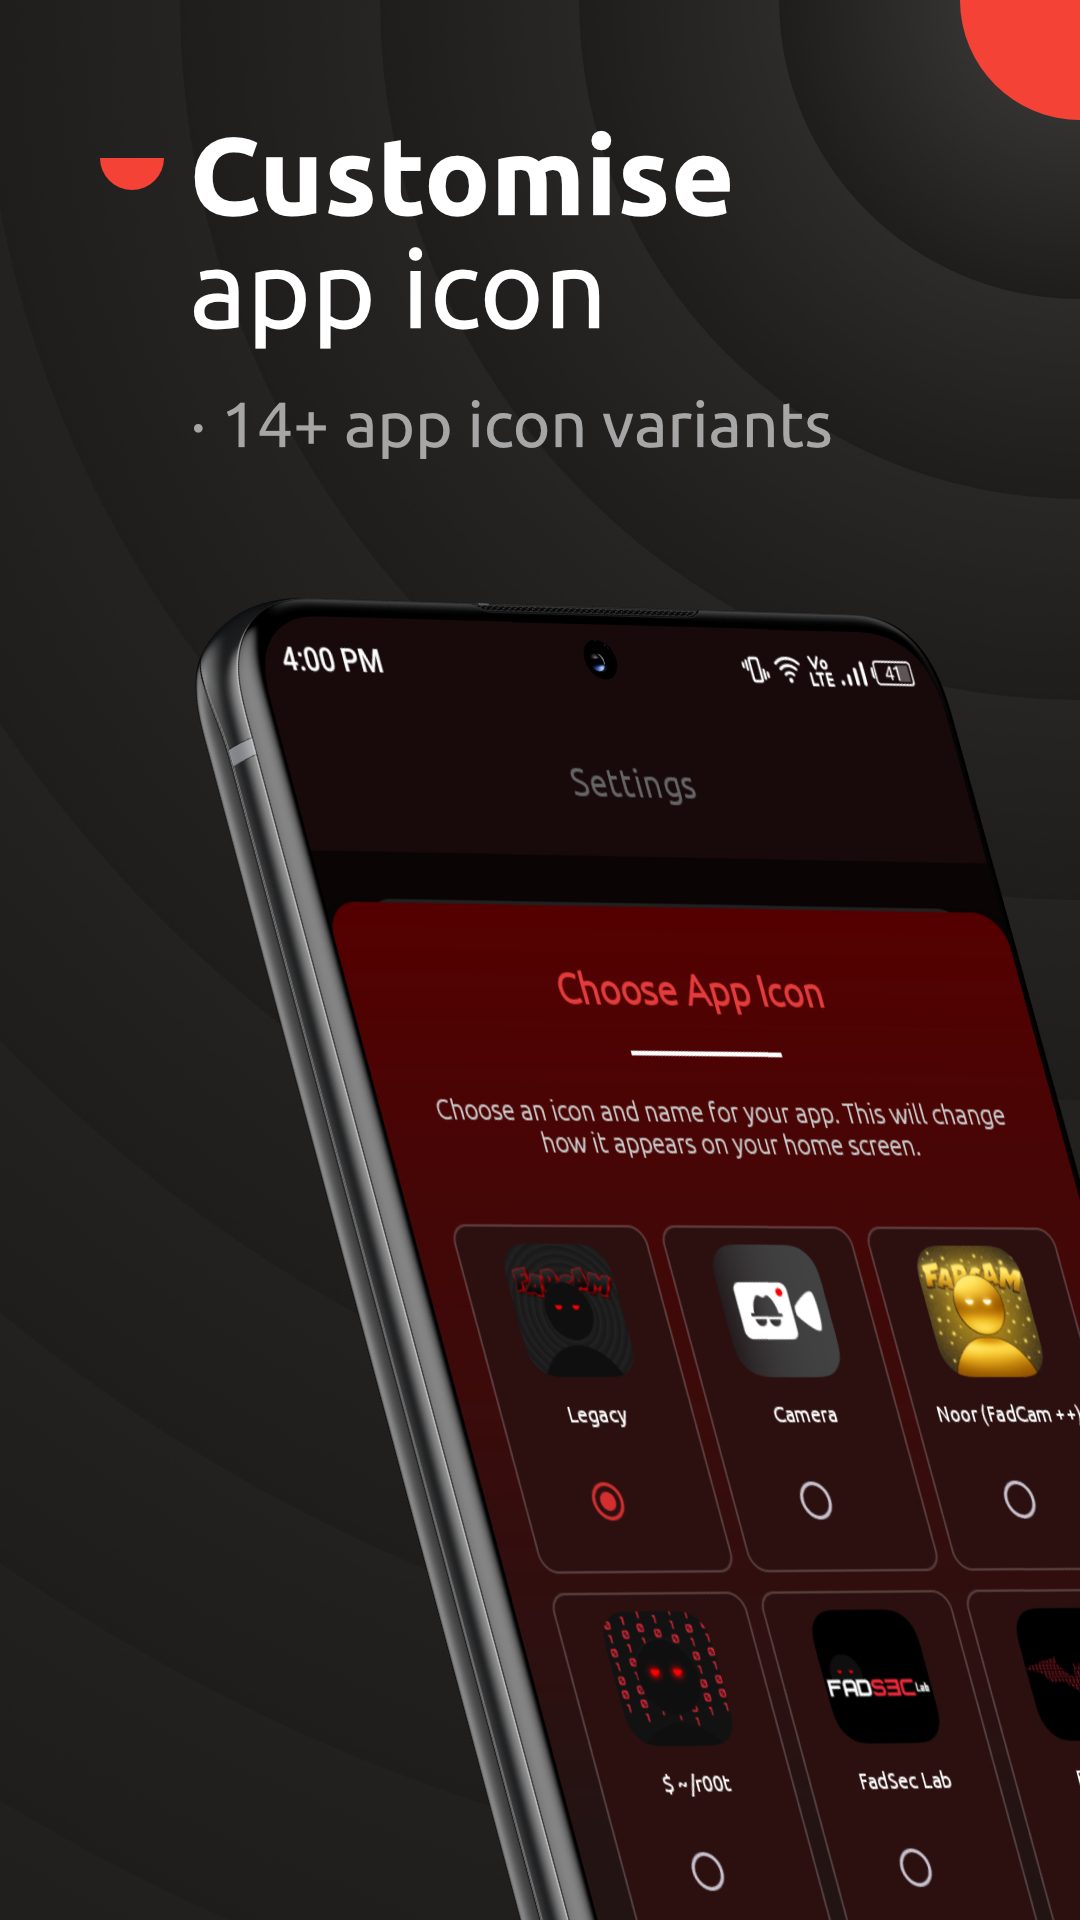 Customise
app icon
· 14+ app icon variants
4:00 PM
Vo
LTE
41
Settings
Choose App Icon
Choose an icon and name for your app. This will change
how it appears on your home screen.
FADCAM
FADCAM
Legacy
Camera
Noor (FadCam ++)
FADS3C Lab
$ ~/r00t
FadSec Lab